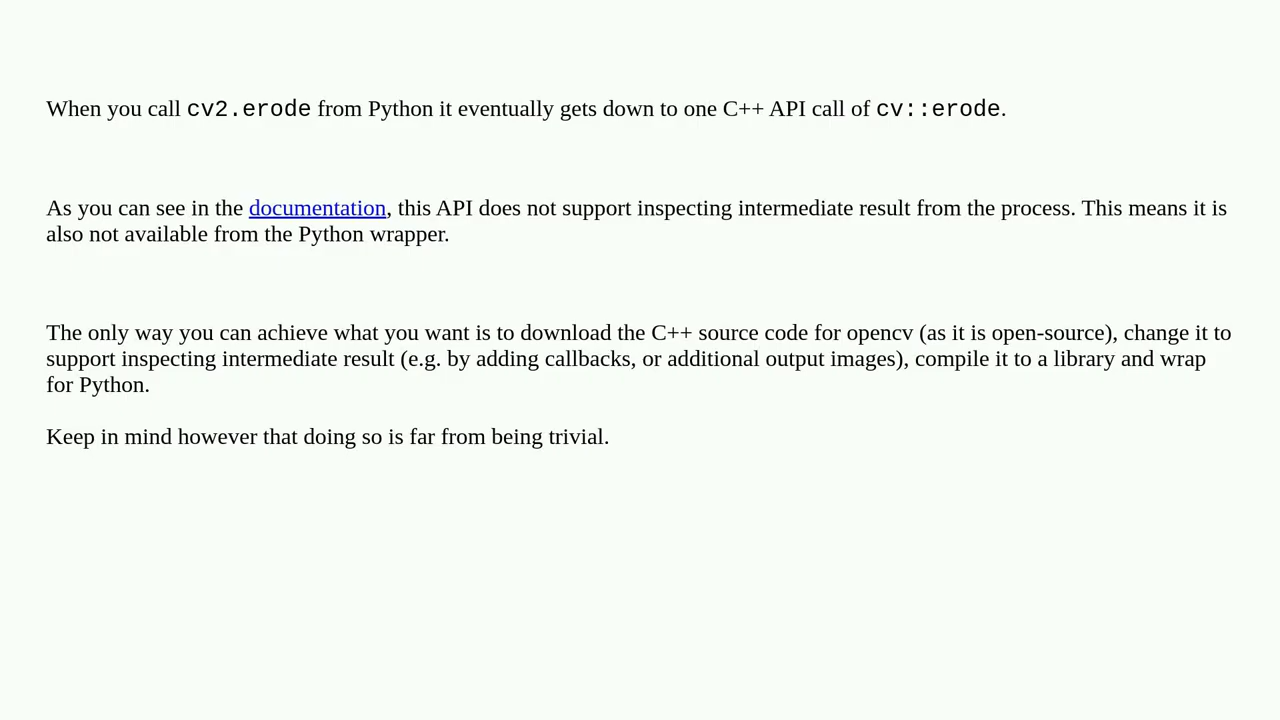 When you call cv2.erode from Python it eventually gets down to one C++ API call of cv::erode.
As you can see in the documentation, this API does not support inspecting intermediate result from the process. This means it is
also not available from the Python wrapper.
The only way you can achieve what you want is to download the C++ source code for opencv (as it is open-source), change it to
support inspecting intermediate result (e.g. by adding callbacks, or additional output images), compile it to a library and wrap
for Python.
Keep in mind however that doing so is far from being trivial.